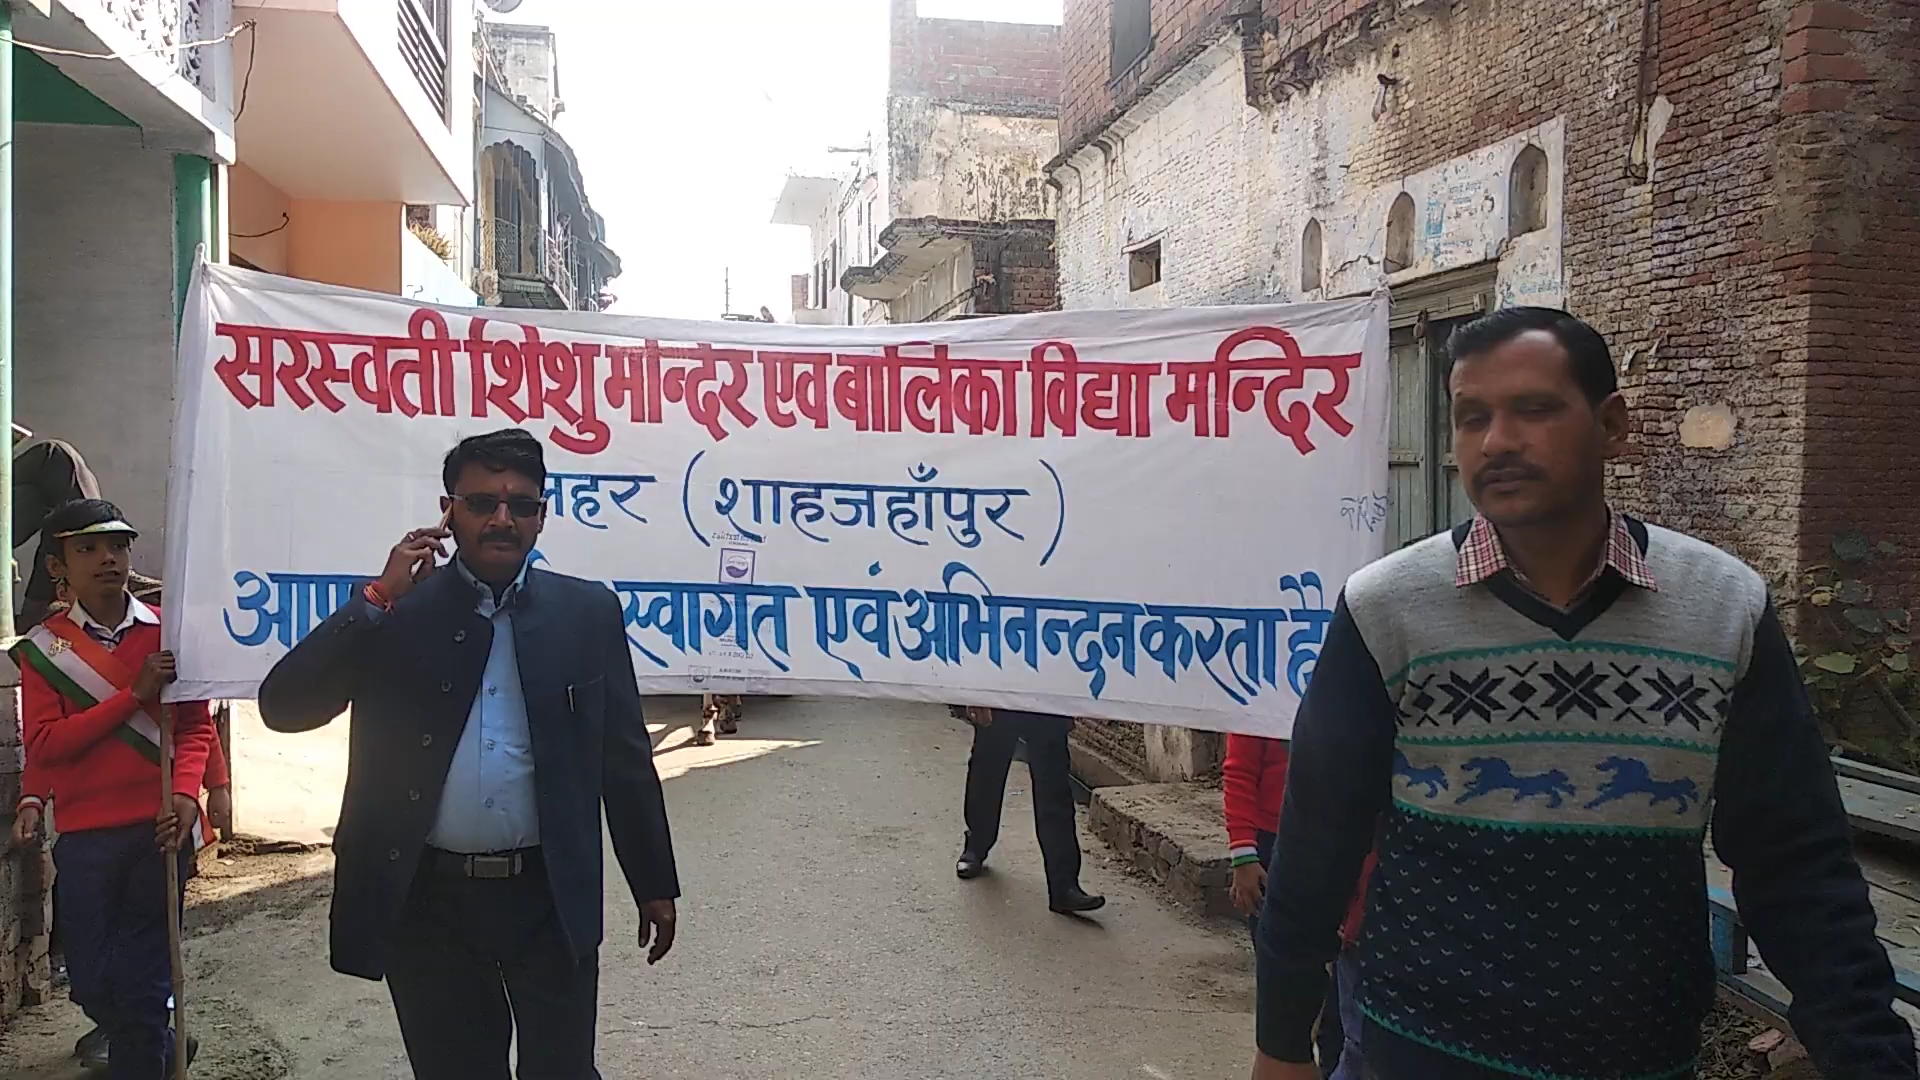 सरस्वती शिशु मन्दिर एवं बालिका विद्या मन्दिर
(शाहजहाँपुर)
स्वागत एवं अभिनन्दन करता है